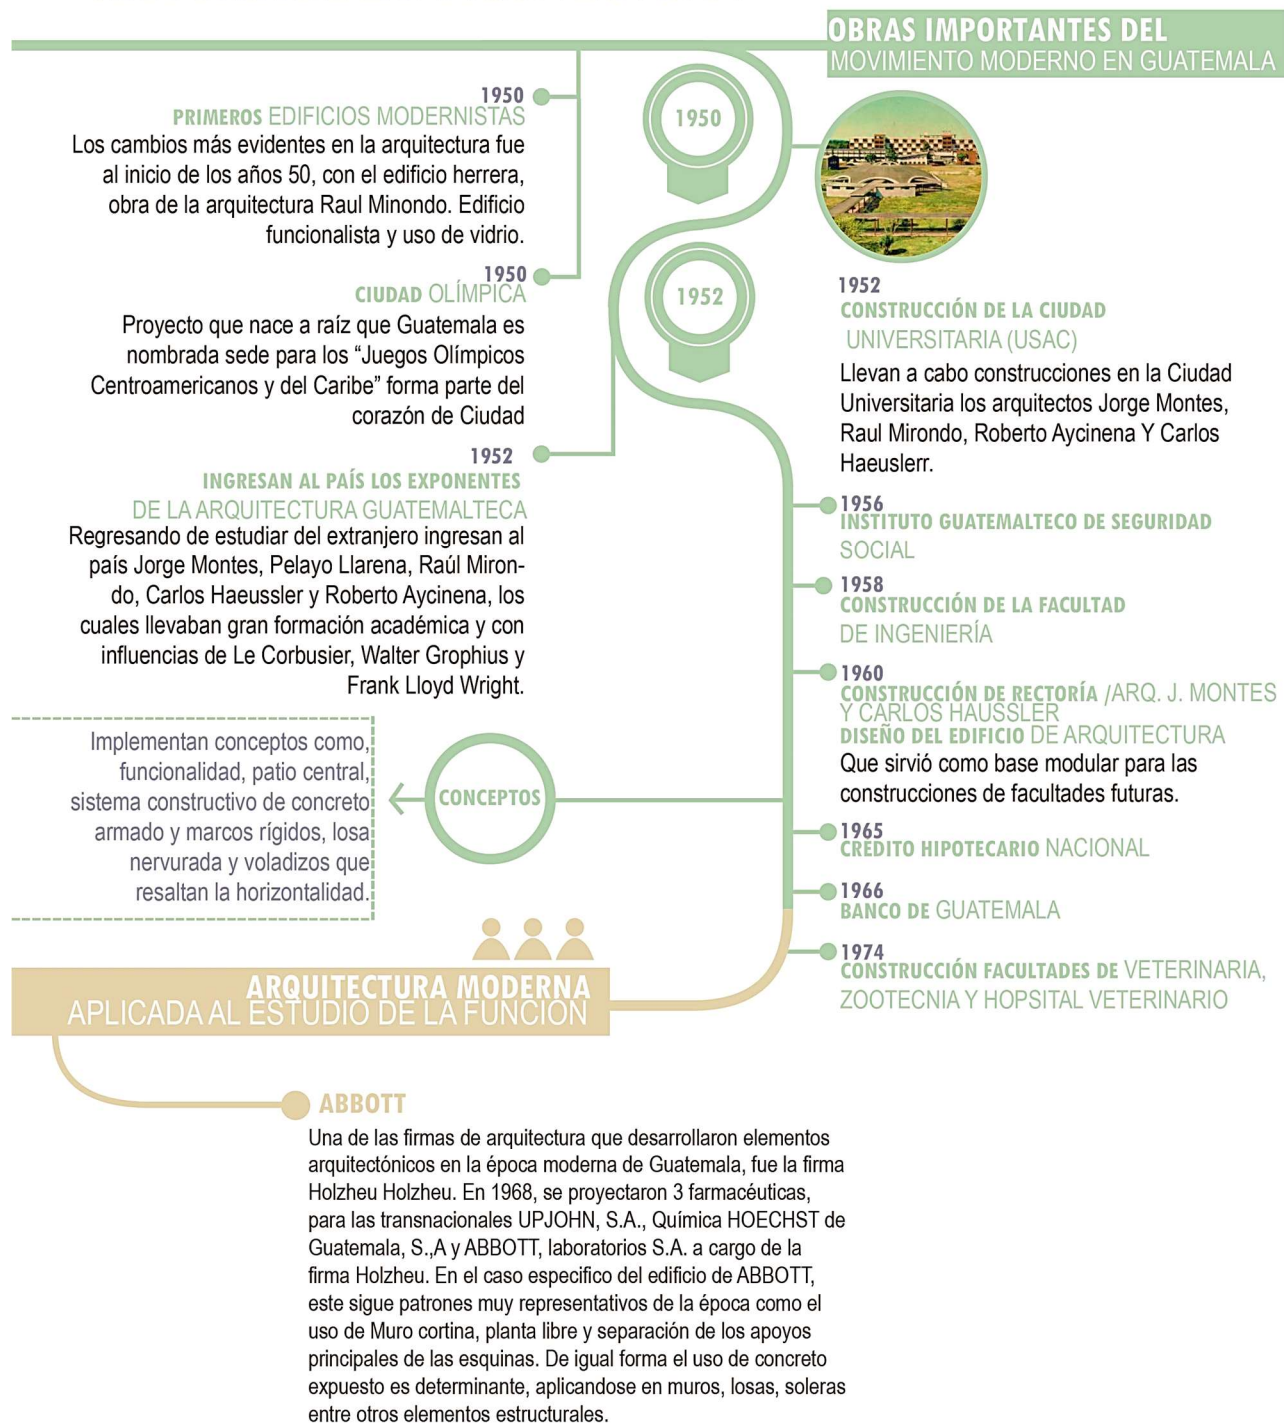 OBRAS IMPORTANTES DEL
MOVIMIENTO MODERNO EN GUATEMALA
1950
PRIMEROS EDIFICIOS MODERNISTAS
Los cambios más evidentes en la arquitectura fue
al inicio de los años 50, con el edificio herrera,
obra de la arquitectura Raul Minondo. Edificio
funcionalista y uso de vidrio.
1950
CIUDAD OLÍMPICA
Proyecto que nace a raíz que Guatemala es
nombrada sede para los “Juegos Olímpicos
Centroamericanos y del Caribe” forma parte del
corazón de Ciudad
1952
INGRESAN AL PAÍS LOS EXPONENTES
DE LA ARQUITECTURA GUATEMALTECA
Regresando de estudiar del extranjero ingresan al
país Jorge Montes, Pelayo Llarena, Raúl Miron-
do, Carlos Haeussler y Roberto Aycinena, los
cuales llevaban gran formación académica y con
influencias de Le Corbusier, Walter Grophius y
Frank Lloyd Wright.
1950
1952
1952
CONSTRUCCIÓN DE LA CIUDAD
UNIVERSITARIA (USAC)
Llevan a cabo construcciones en la Ciudad
Universitaria los arquitectos Jorge Montes,
Raul Mirondo, Roberto Aycinena Y Carlos
Haeuslerr.
1956
INSTITUTO GUATEMALTECO DE SEGURIDAD
SOCIAL
1958
CONSTRUCCIÓN DE LA FACULTAD
DE INGENIERÍA
1960
CONSTRUCCIÓN DE RECTORÍA /ARQ. J. MONTES
Y CARLOS HAUSSLER
DISEÑO DEL EDIFICIO DE ARQUITECTURA
Que sirvió como base modular para las
construcciones de facultades futuras.
1965
CRÉDITO HIPOTECARIO NACIONAL
1966
BANCO DE GUATEMALA
1974
CONSTRUCCIÓN FACULTADES DE VETERINARIA,
ZOOTECNIA Y HOPSITAL VETERINARIO
CONCEPTOS
Implementan conceptos como,
funcionalidad, patio central,
sistema constructivo de concreto
armado y marcos rígidos, losa
nervurada y voladizos que
resaltan la horizontalidad.
ARQUITECTURA MODERNA
APLICADA AL ESTUDIO DE LA FUNCIÓN
ABBOTT
Una de las firmas de arquitectura que desarrollaron elementos
arquitectónicos en la época moderna de Guatemala, fue la firma
Holzheu Holzheu. En 1968, se proyectaron 3 farmacéuticas,
para las transnacionales UPJOHN, S.A., Química HOECHST de
Guatemala, S.,A y ABBOTT, laboratorios S.A. a cargo de la
firma Holzheu. En el caso especifico del edificio de ABBOTT,
este sigue patrones muy representativos de la época como el
uso de Muro cortina, planta libre y separación de los apoyos
principales de las esquinas. De igual forma el uso de concreto
expuesto es determinante, aplicandose en muros, losas, soleras
entre otros elementos estructurales.